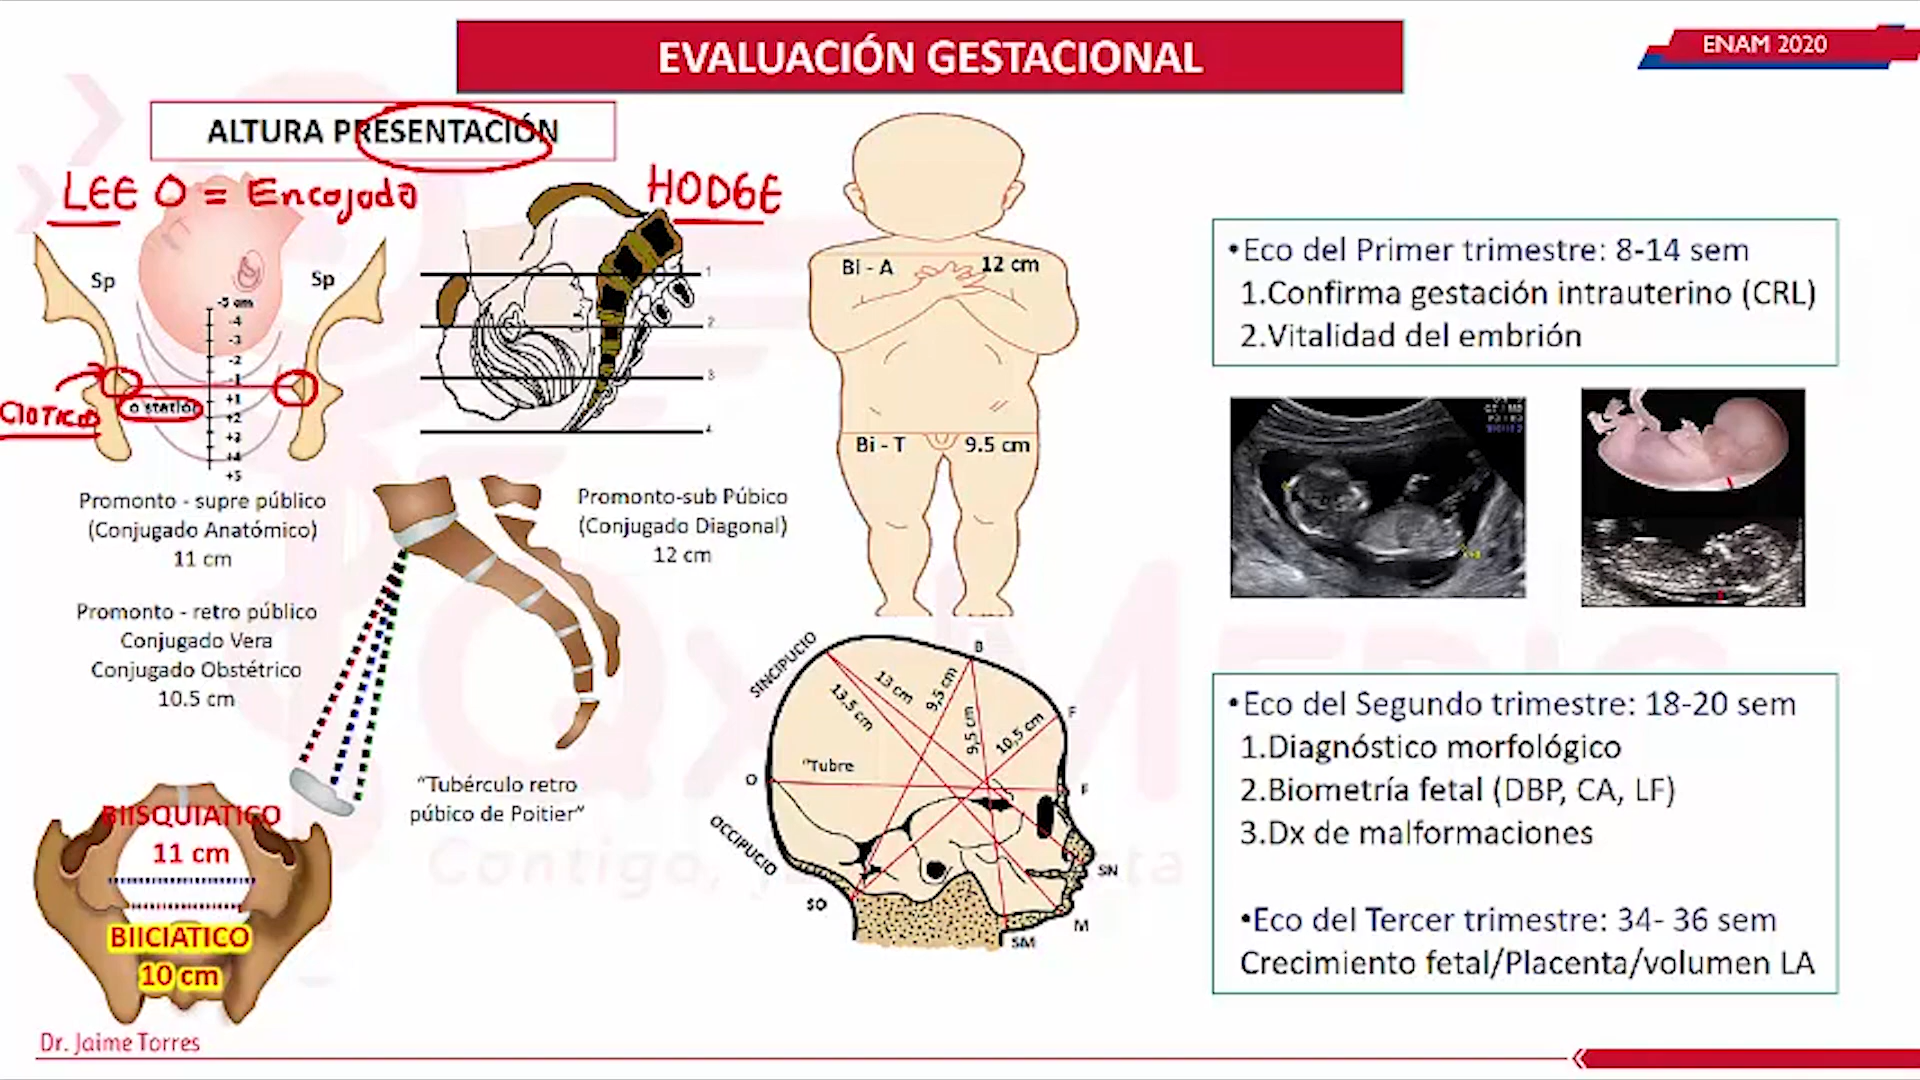 EVALUACIÓN GESTACIONAL
ENAM 2020
ALTURA PRESENTACIÓN
LEE O = Encajada
HODGE
Sp
Sp
-5 cm
-4
-3
-2
-1
+1
o station
+2
+3
+4
+5
CIATICAS
1
2
3
4
Promonto - supre público
(Conjugado Anatómico)
11 cm
Promonto - retro público
Conjugado Vera
Conjugado Obstétrico
10.5 cm
Promonto-sub Púbico
(Conjugado Diagonal)
12 cm
"Tubérculo retro
púbico de Poitier"
BIISQUIATICO
11 cm
BIICIATICO
10 cm
Bi - A
12 cm
Bi - T
9.5 cm
SINCIPUCIO
B
13 cm
13,5 cm
9,5 cm
9,5 cm
10,5 cm
F
"Tubre
O
F
OCCIPUCIO
SN
SO
M
SM
•Eco del Primer trimestre: 8-14 sem
1.Confirma gestación intrauterino (CRL)
2.Vitalidad del embrión
•Eco del Segundo trimestre: 18-20 sem
1.Diagnóstico morfológico
2.Biometría fetal (DBP, CA, LF)
3.Dx de malformaciones
•Eco del Tercer trimestre: 34- 36 sem
Crecimiento fetal/Placenta/volumen LA
Contigo,
Dr. Jaime Torres